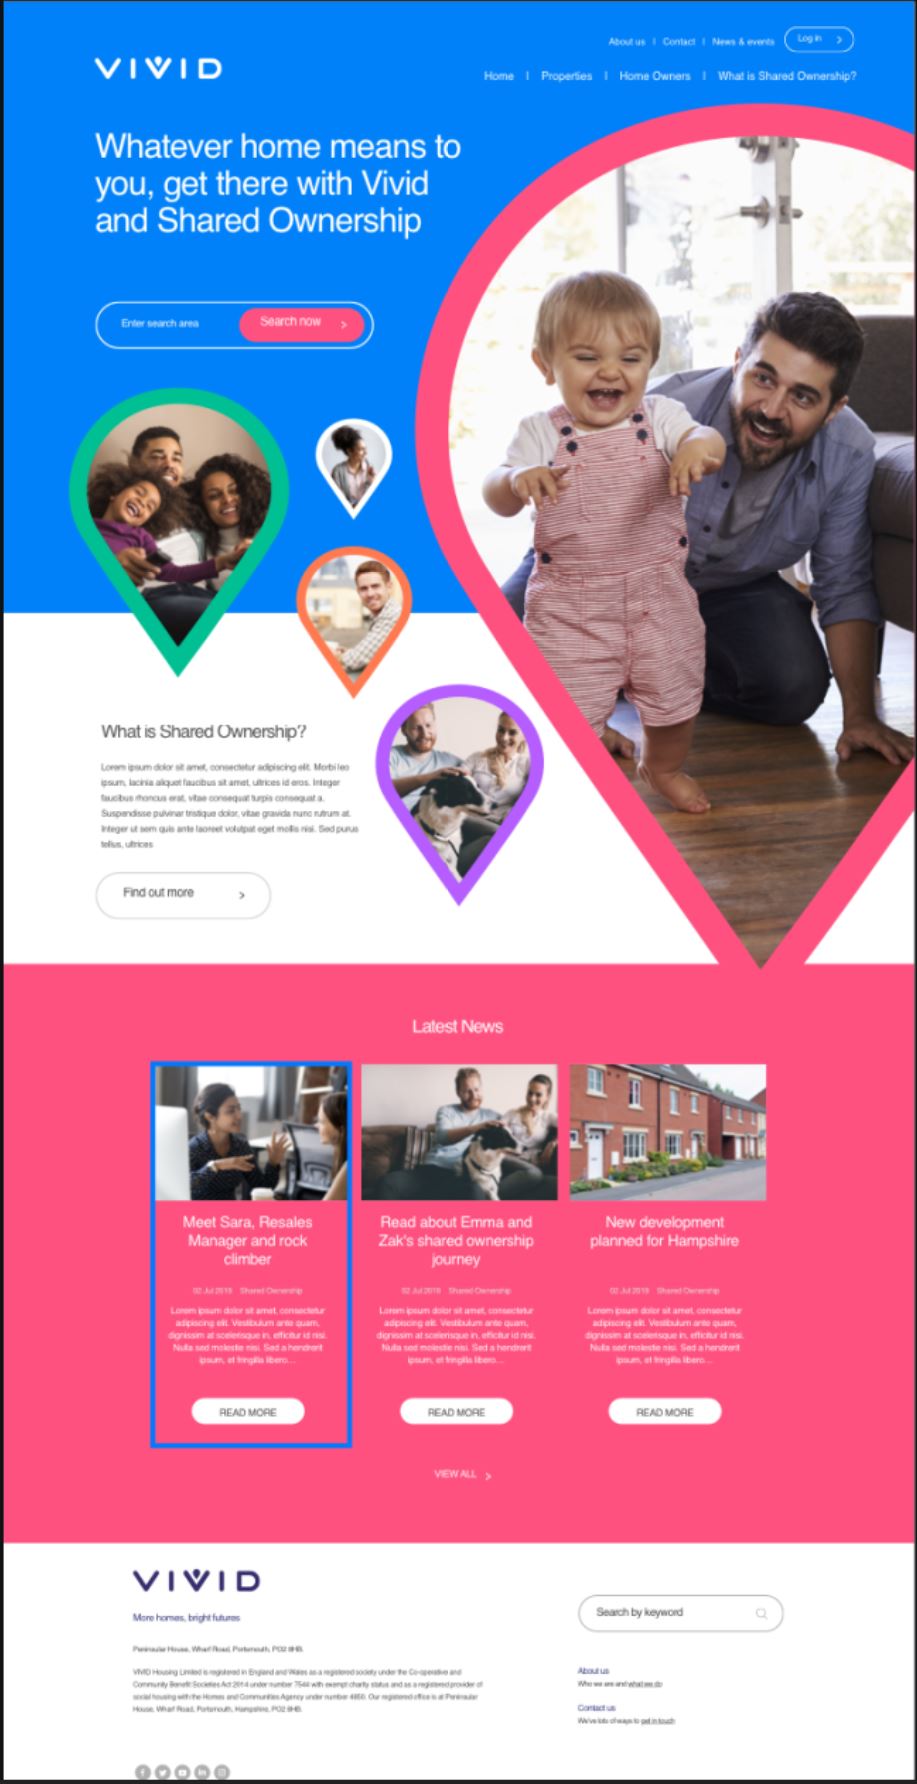 About us | Contact | News & events Log in >
VIVID
Home | Properties | Home Owners | What is Shared Ownership?
Whatever home means to
you, get there with Vivid
and Shared Ownership
Enter search area
Search now >
What is Shared Ownership?
Lorem ipsum dolor sit amet, consectetur adipiscing elit. Morbi leo
ipsum, lacinia aliquet faucibus sit amet, ultrices id eros. Integer
faucibus rhoncus erat, vitae consequat turpis consequat a.
Suspendisse pulvinar tristique dolor, vitae gravida nunc rutrum at.
Integer ut sem quis ante laoreet volutpat eget mollis nisi. Sed purus
tellus, ultrices
Find out more >
Latest News
Meet Sara, Resales
Manager and rock
climber
02 Jul 2019 Shared Ownership
Lorem ipsum dolor sit amet, consectetur
adipiscing elit. Vestibulum ante quam,
dignissim at scelerisque in, efficitur id nisi.
Nulla sed molestie nisi. Sed a hendrerit
ipsum, et fringilla libero...
READ MORE
Read about Emma and
Zak's shared ownership
journey
02 Jul 2019 Shared Ownership
Lorem ipsum dolor sit amet, consectetur
adipiscing elit. Vestibulum ante quam,
dignissim at scelerisque in, efficitur id nisi.
Nulla sed molestie nisi. Sed a hendrerit
ipsum, et fringilla libero...
READ MORE
New development
planned for Hampshire
02 Jul 2019 Shared Ownership
Lorem ipsum dolor sit amet, consectetur
adipiscing elit. Vestibulum ante quam,
dignissim at scelerisque in, efficitur id nisi.
Nulla sed molestie nisi. Sed a hendrerit
ipsum, et fringilla libero...
READ MORE
VIEW ALL >
VIVID
More homes, bright futures
Peninsular House, Wharf Road, Portsmouth, PO2 8HB.
VIVID Housing Limited is registered in England and Wales as a registered society under the Co-operative and
Community Benefit Societies Act 2014 under number 7544 with exempt charity status and as a registered provider of
social housing with the Homes and Communities Agency under number 4850. Our registered office is at Peninsular
House, Wharf Road, Portsmouth, Hampshire, PO2 8HB.
Search by keyword
About us
Who we are and what we do
Contact us
We've lots of ways to get in touch